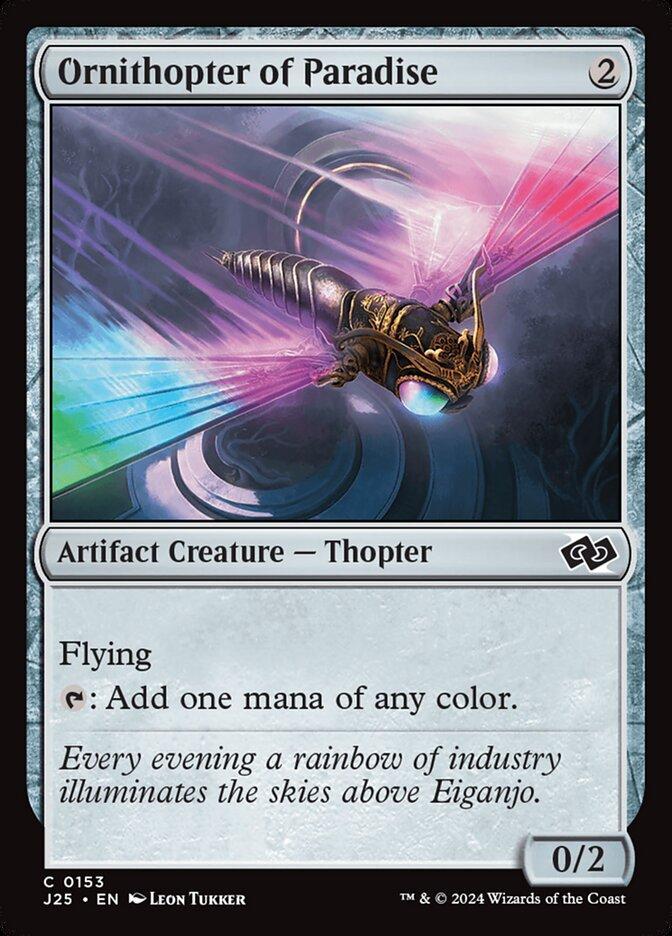 Ornithopter of Paradise 2
Artifact Creature — Thopter
Flying
: Add one mana of any color.
Every evening a rainbow of industry
illuminates the skies above Eiganjo.
0/2
C 0153
J25 • EN Leon Tukker
™ & © 2024 Wizards of the Coast